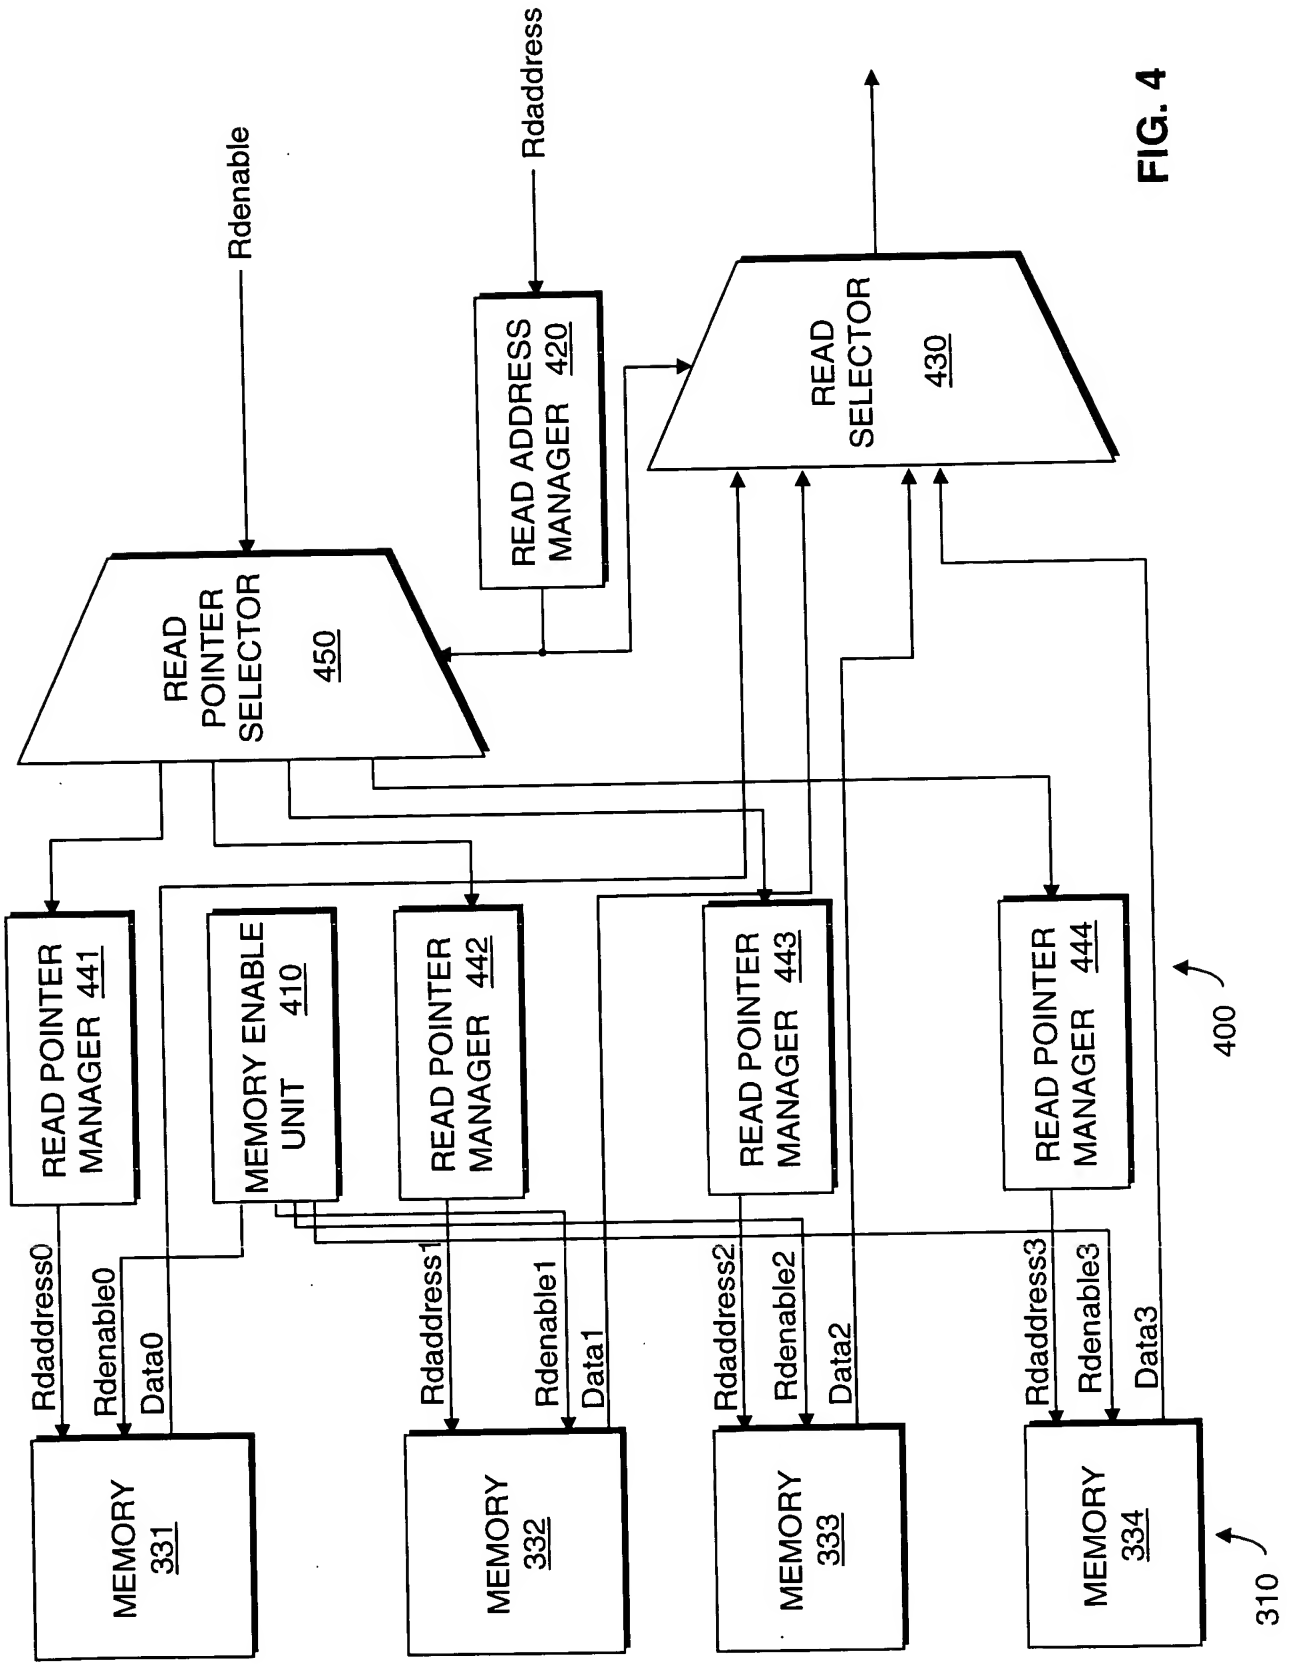 MEMORY
331
MEMORY
332
MEMORY
333
MEMORY
334
310
Rdaddress0
Rdenable0
Data0
Rdaddress1
Rdenable1
Data1
Rdaddress2
Rdenable2
Data2
Rdaddress3
Rdenable3
Data3
READ POINTER
MANAGER 441
MEMORY ENABLE
UNIT 410
READ POINTER
MANAGER 442
READ POINTER
MANAGER 443
READ POINTER
MANAGER 444
400
READ
POINTER
SELECTOR
450
READ ADDRESS
MANAGER 420
READ
SELECTOR
430
Rdenable
Rdaddress
FIG. 4